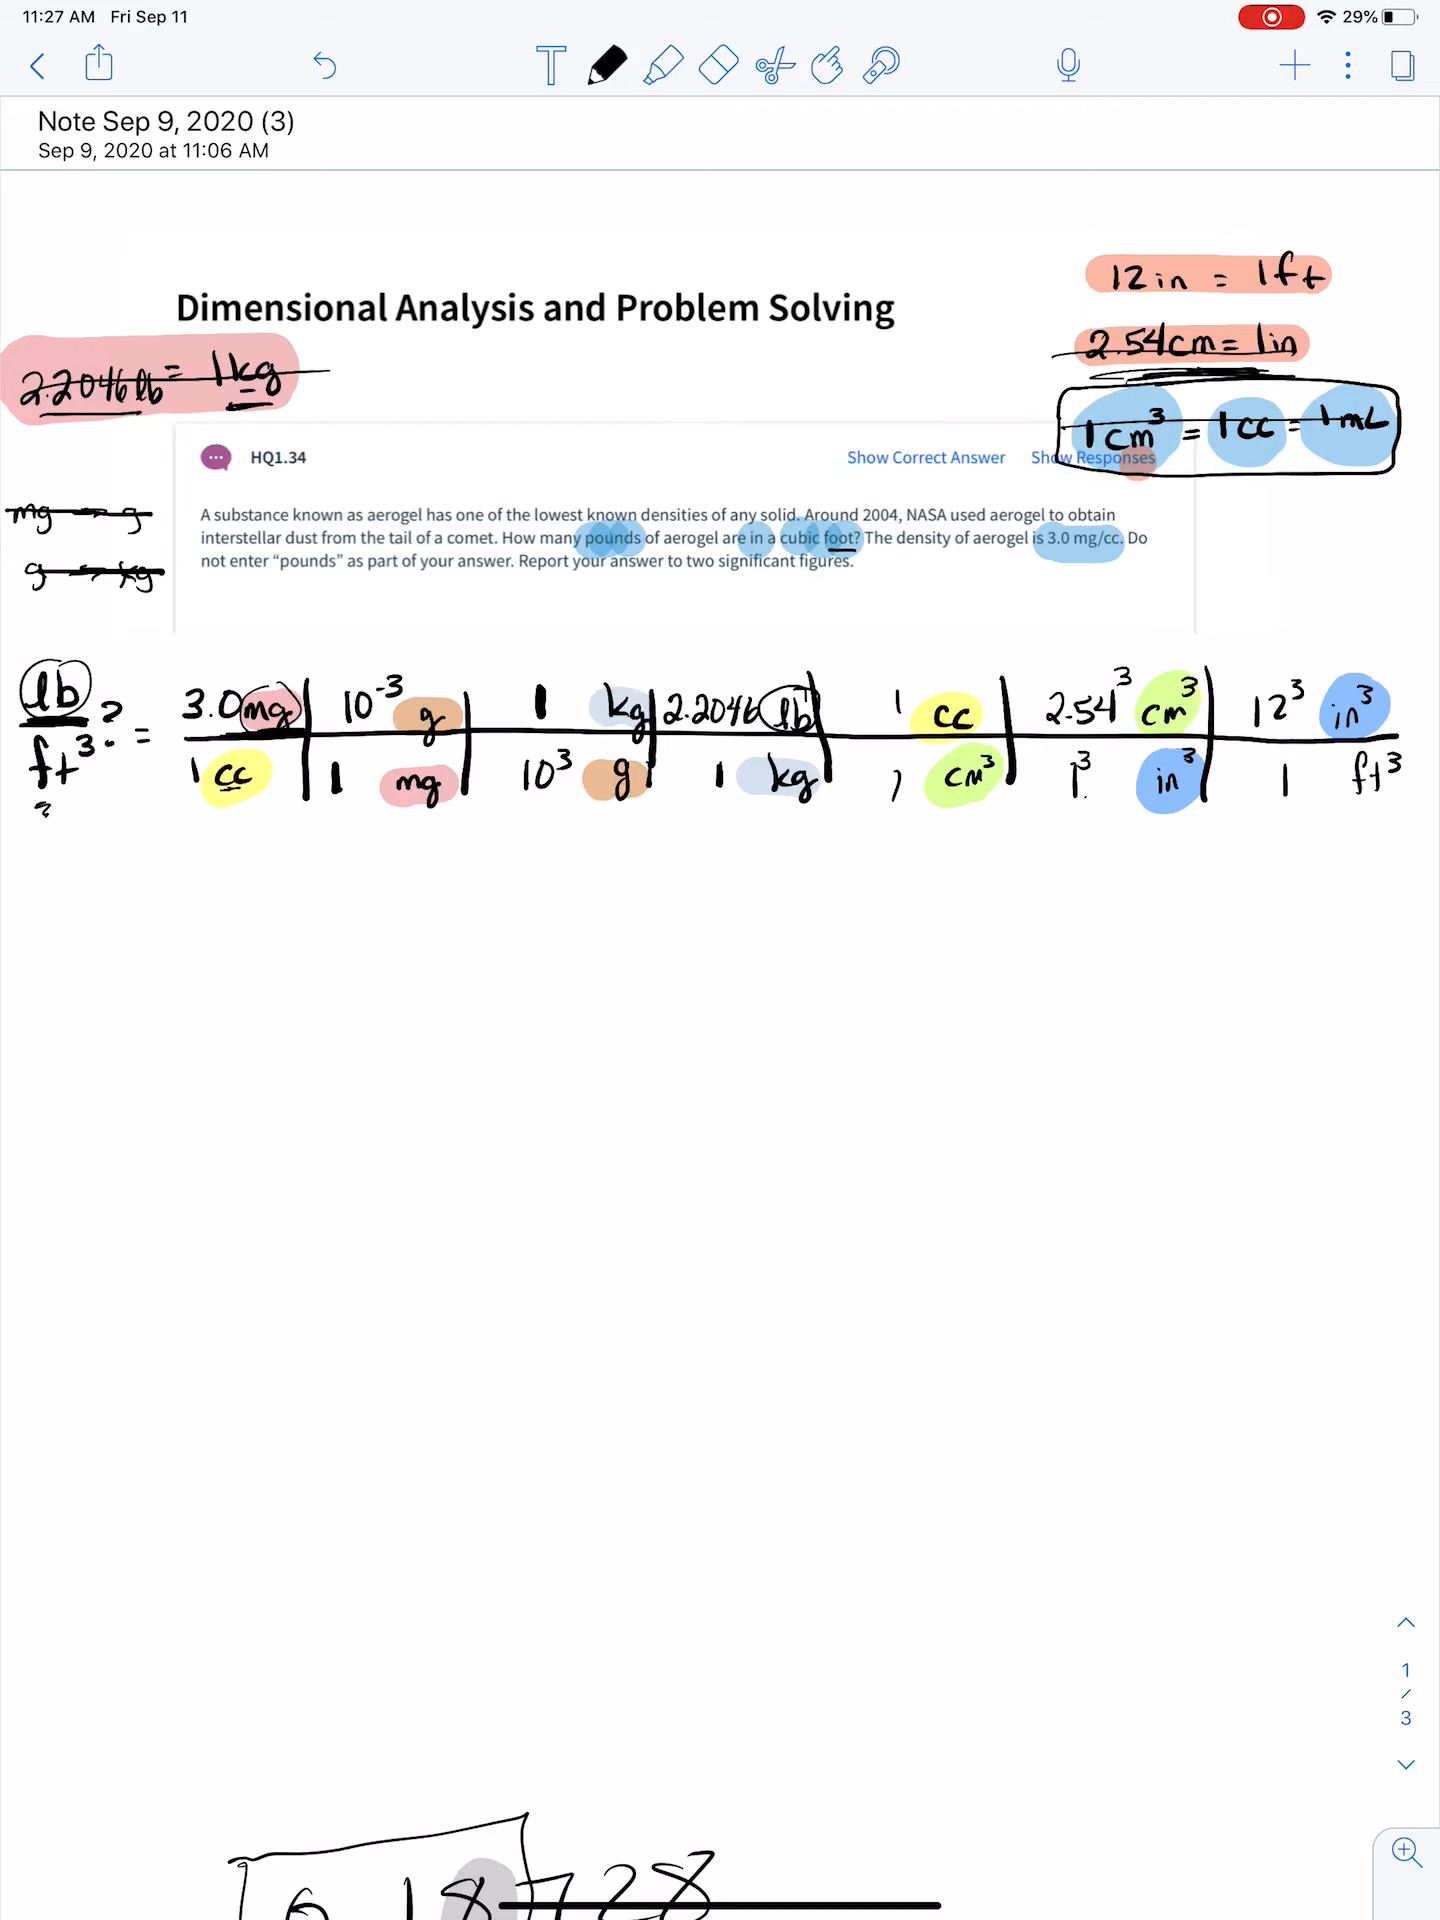 11:27 AM Fri Sep 11
29%
Note Sep 9, 2020 (3)
Sep 9, 2020 at 11:06 AM
12 in = 1 ft
Dimensional Analysis and Problem Solving
2.54 cm = 1 in
2.2046 lb = 1 kg
1 cm³ = 1 cc = 1 mL
HQ1.34
Show Correct Answer Show Responses
mg → g
A substance known as aerogel has one of the lowest known densities of any solid. Around 2004, NASA used aerogel to obtain
interstellar dust from the tail of a comet. How many pounds of aerogel are in a cubic foot? The density of aerogel is 3.0 mg/cc. Do
not enter “pounds” as part of your answer. Report your answer to two significant figures.
g → kg
lb 3.0 mg 10⁻³ g 1 kg 2.2046 lb 1 cc 2.54³ cm³ 12³ in³
? =
ft³ 1 cc 1 mg 10³ g 1 kg 1 cm³ 1³ in³ 1 ft³
?
1
/
3
T